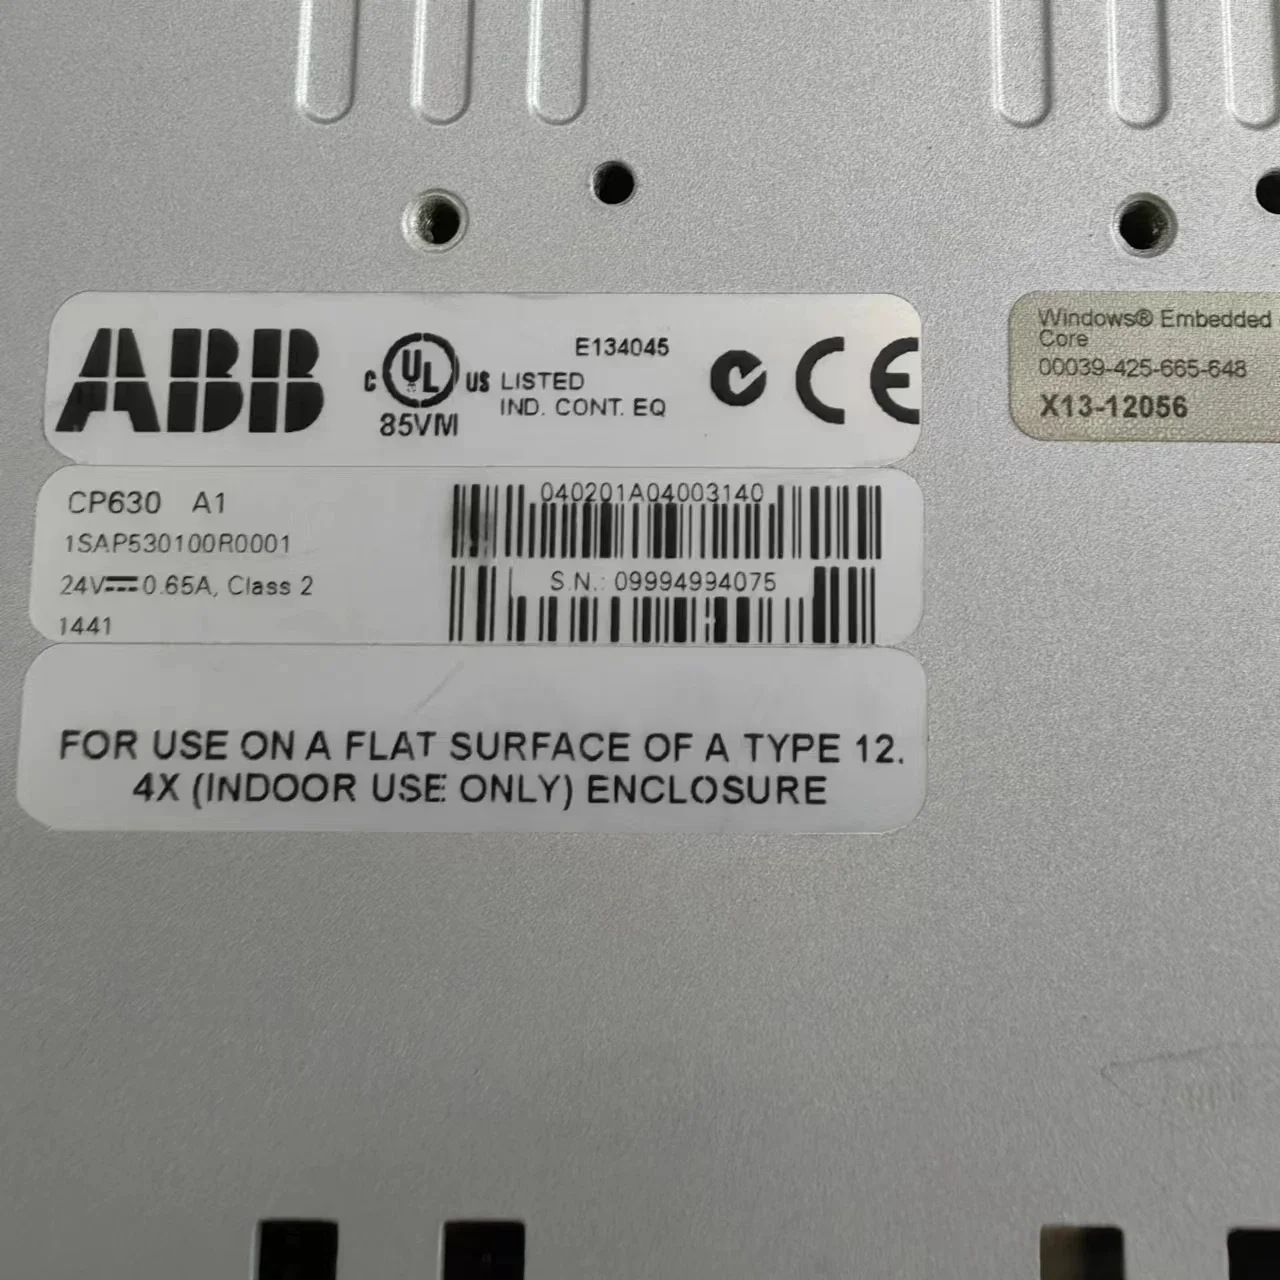 ABB
C UL US LISTED
E134045
IND. CONT. EQ
85VM
CE
CP630 A1
1SAP530100R0001
24V⎓0.65A, Class 2
1441
040201A04003140
S.N.: 09994994075
FOR USE ON A FLAT SURFACE OF A TYPE 12.
4X (INDOOR USE ONLY) ENCLOSURE
Windows® Embedded
Core
00039-425-665-648
X13-12056